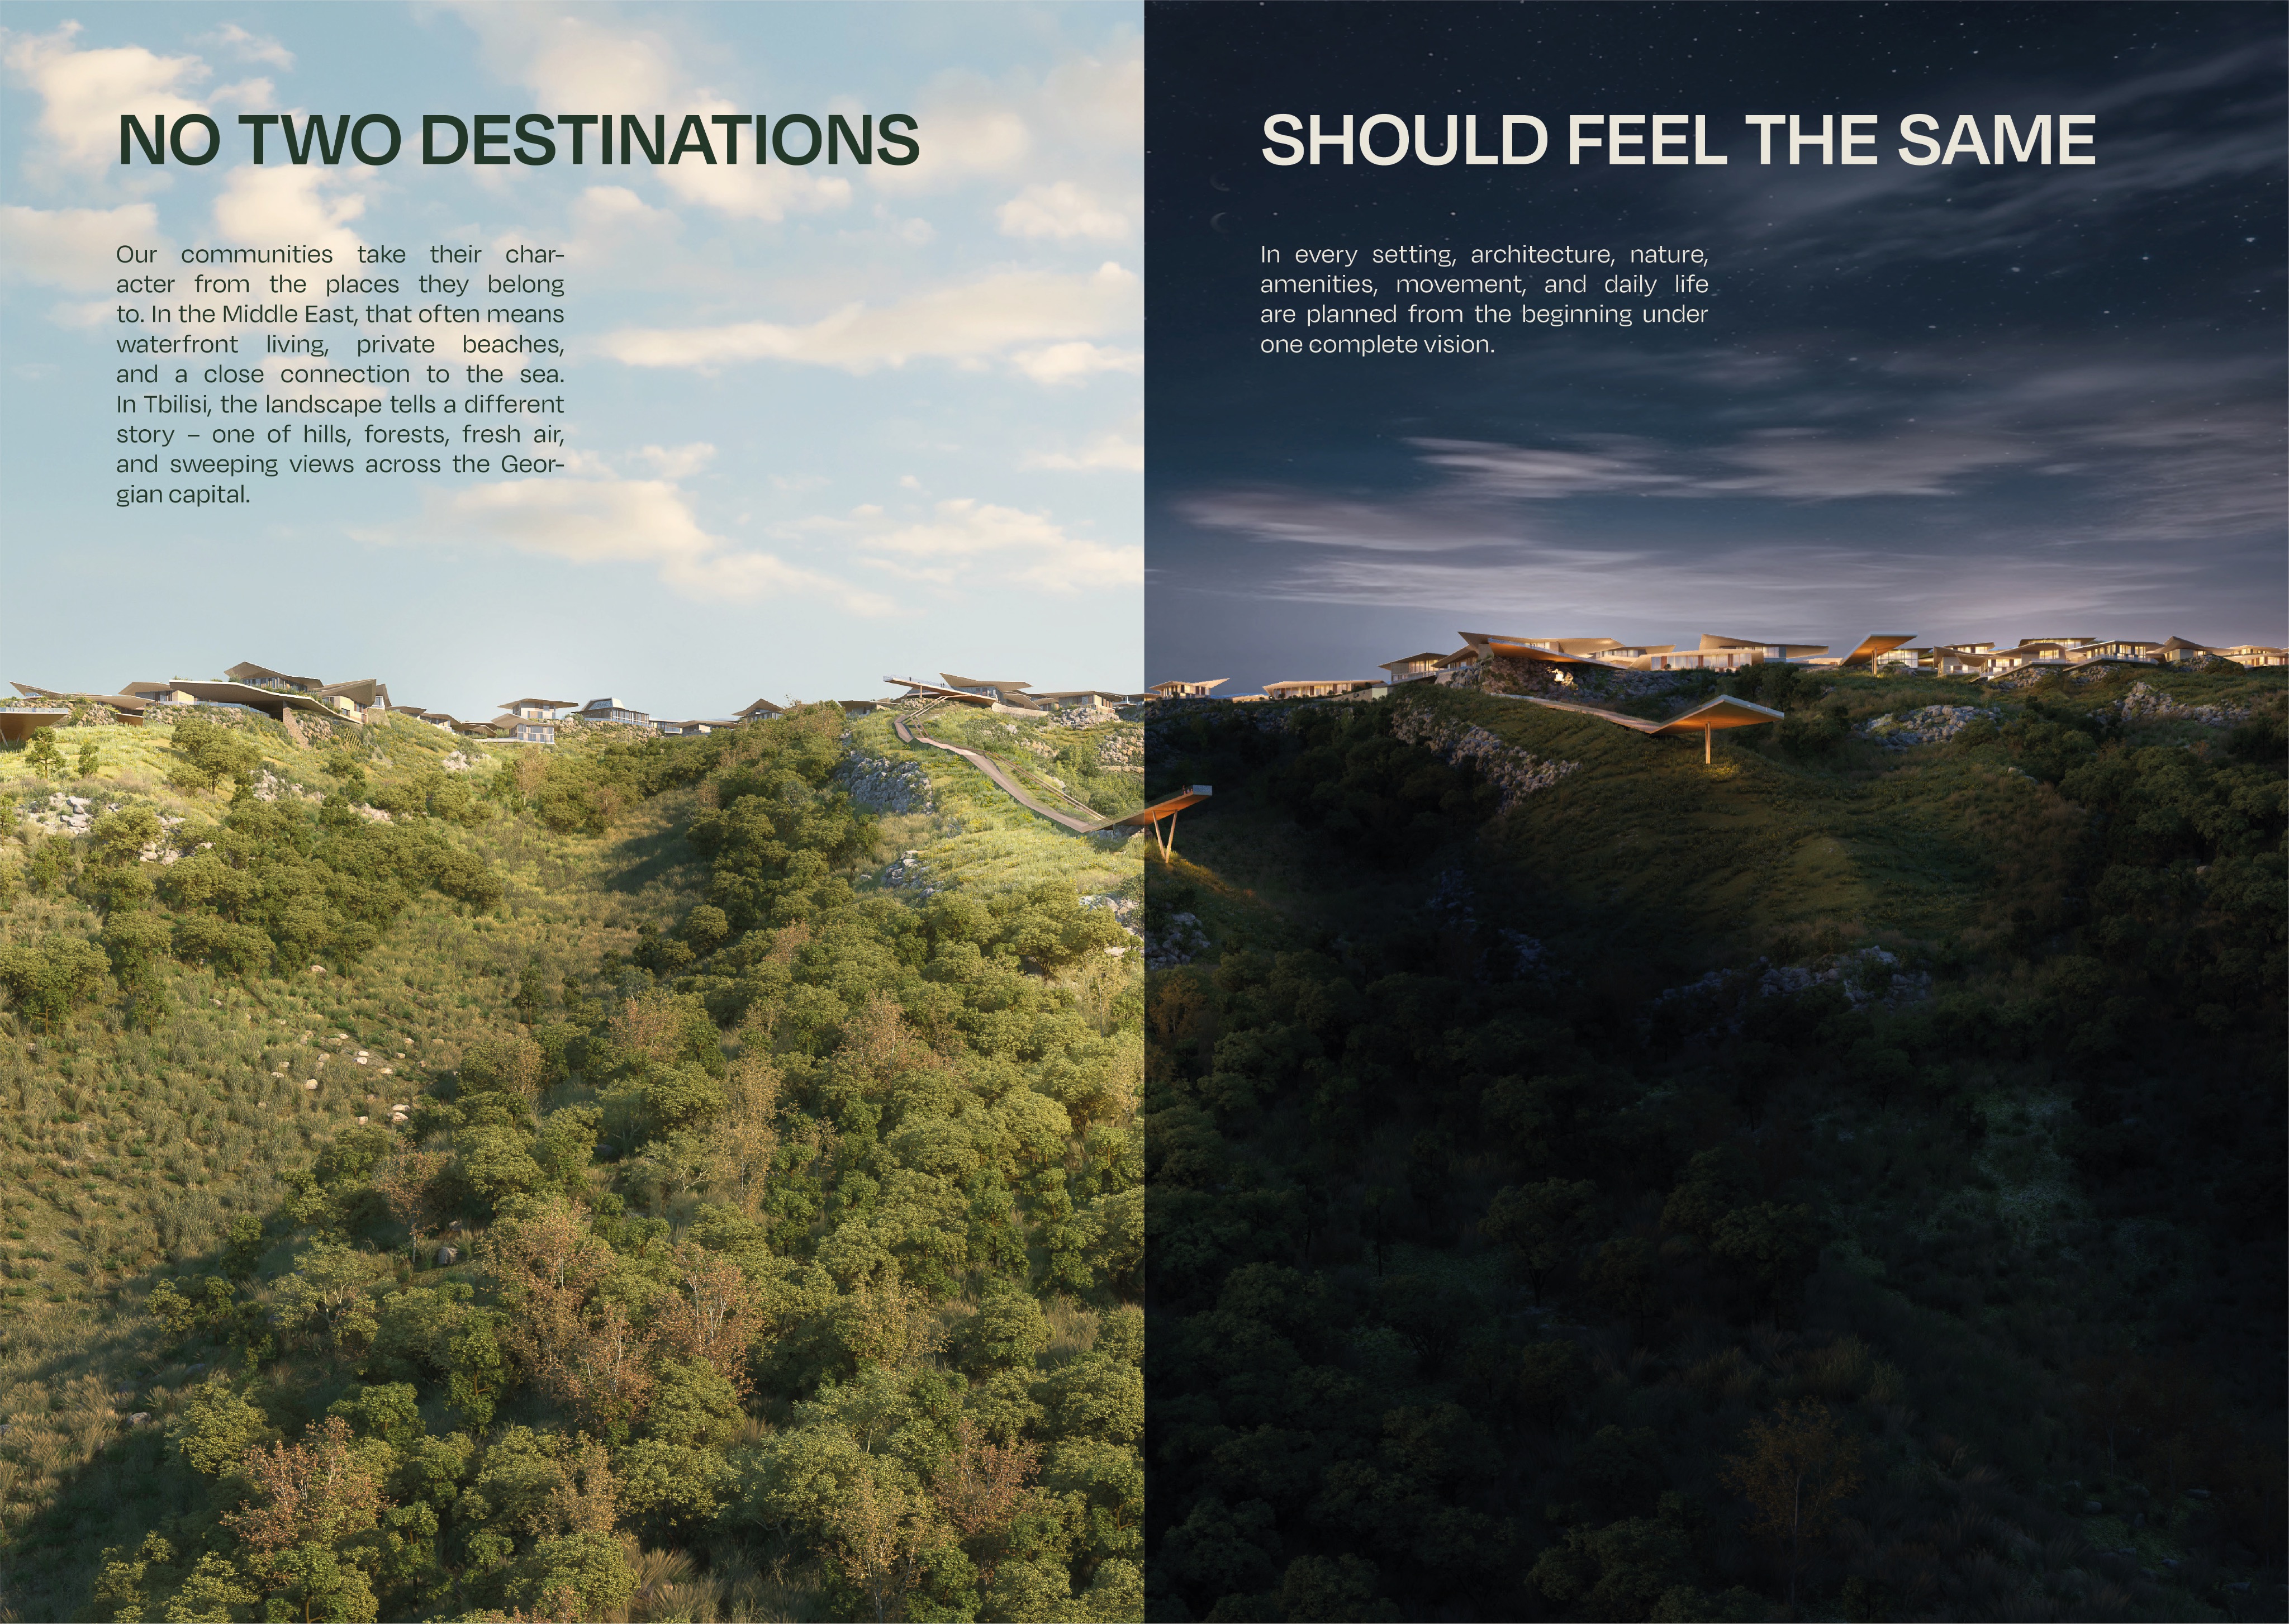 NO TWO DESTINATIONS
Our communities take their char-
acter from the places they belong
to. In the Middle East, that often means
waterfront living, private beaches,
and a close connection to the sea.
In Tbilisi, the landscape tells a different
story – one of hills, forests, fresh air,
and sweeping views across the Geor-
gian capital.
SHOULD FEEL THE SAME
In every setting, architecture, nature,
amenities, movement, and daily life
are planned from the beginning under
one complete vision.